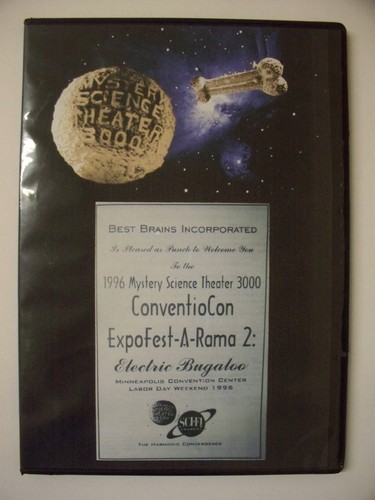 MYSTERY
SCIENCE
THEATER
3000
BEST BRAINS INCORPORATED
Is Pleased as Punch to Welcome You
To the
1996 Mystery Science Theater 3000
ConventioCon
ExpoFest-A-Rama 2:
Electric Bugaloo
MINNEAPOLIS CONVENTION CENTER
LABOR DAY WEEKEND 1996
SCI-FI
THE HARMONIC CONVERGENCE